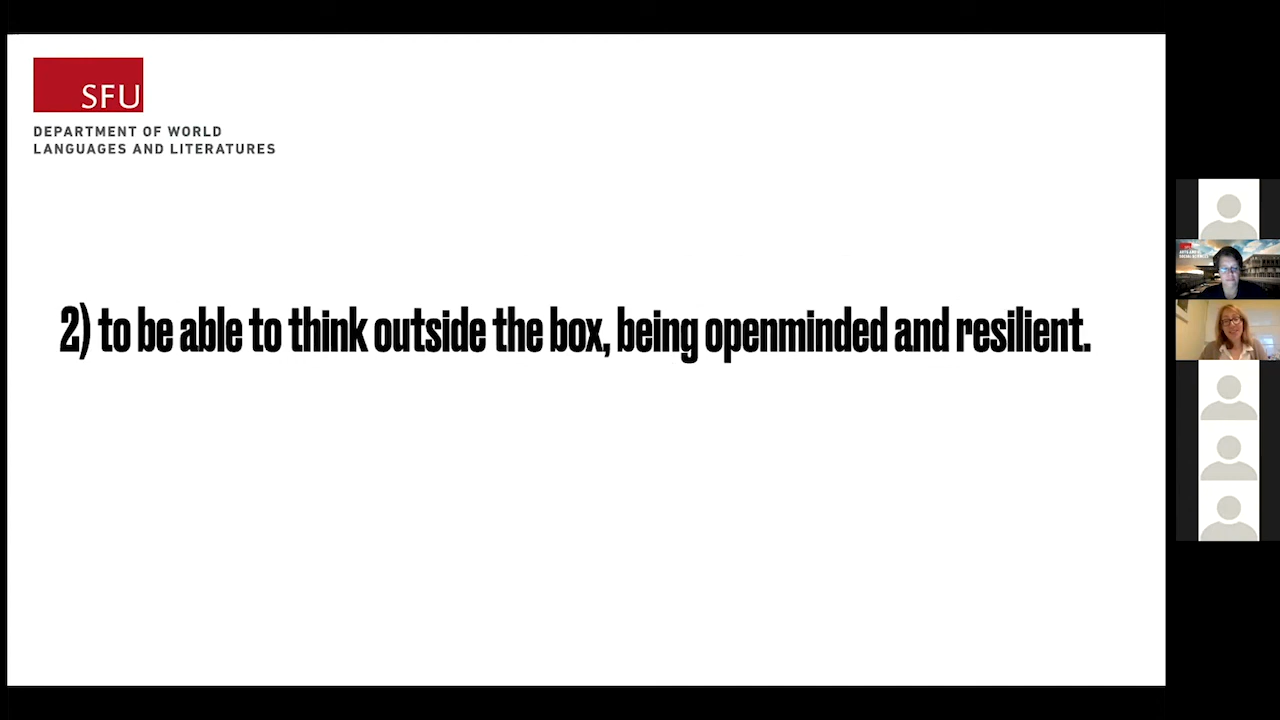 SFU
DEPARTMENT OF WORLD
LANGUAGES AND LITERATURES
2) to be able to think outside the box, being openminded and resilient.